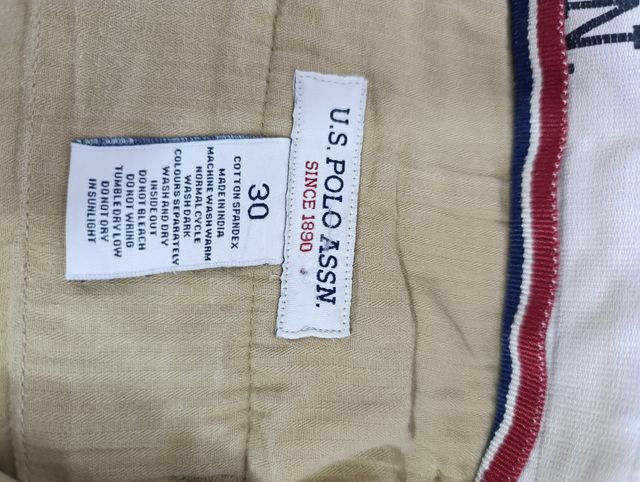 U.S. POLO ASSN.
SINCE 1890
30
COTTON SPANDEX
MADE IN INDIA
MACHINE WASH WARM
NORMAL CYCLE
WASH DARK
COLOURS SEPARATELY
WASH AND DRY
INSIDE OUT
DO NOT BLEACH
DO NOT WRING
TUMBLE DRY LOW
DO NOT DRY
IN SUNLIGHT
N.